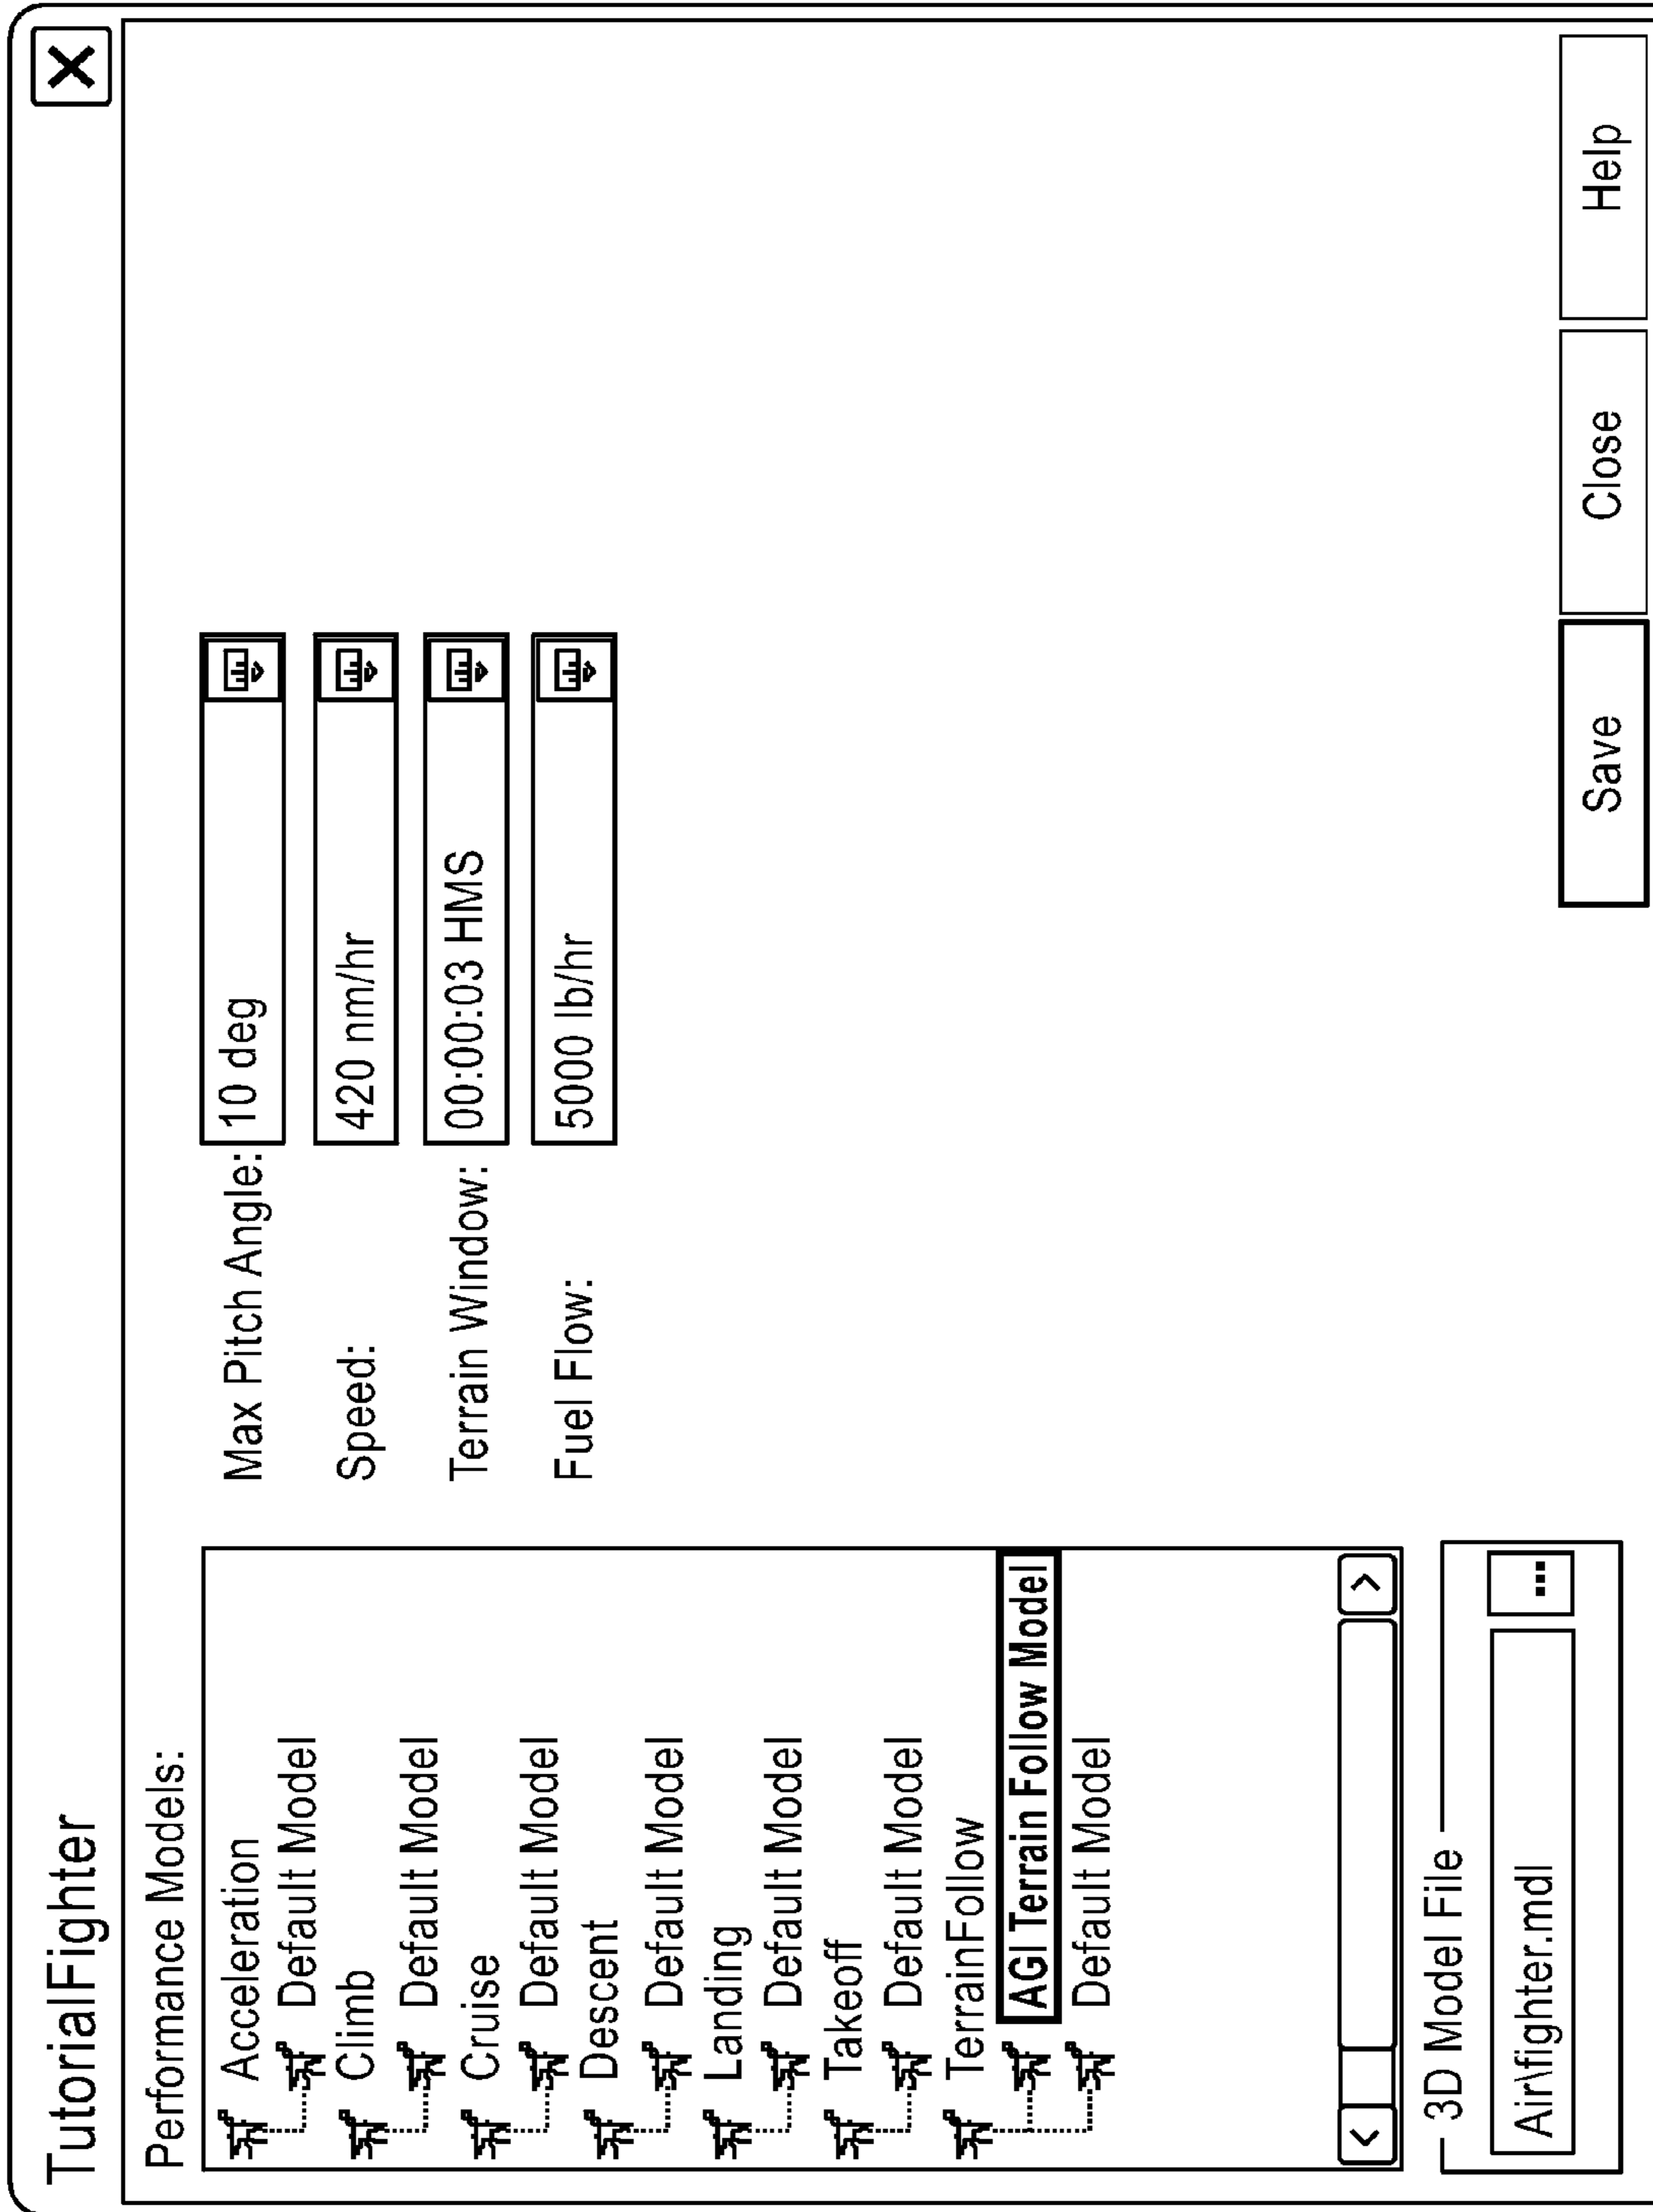 TutorialFighter
Performance Models:
Acceleration
Default Model
Climb
Default Model
Cruise
Default Model
Descent
Default Model
Landing
Default Model
Takeoff
Default Model
TerrainFollow
AGI Terrain Follow Model
Default Model
3D Model File
Air\fighter.mdl
...
Max Pitch Angle: 10 deg
Speed: 420 nm/hr
Terrain Window: 00:00:03 HMS
Fuel Flow: 5000 lb/hr
Save Close Help